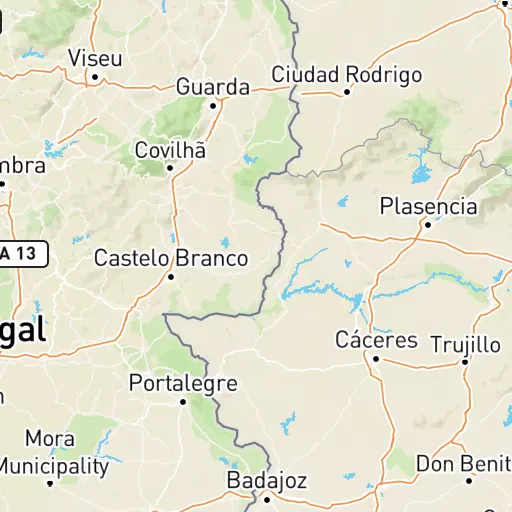 Viseu
Ciudad Rodrigo
Guarda
Covilhã
mbra
Plasencia
A 13
Castelo Branco
gal
Cáceres
Trujillo
Portalegre
Mora
Municipality
Don Benit
Badajoz